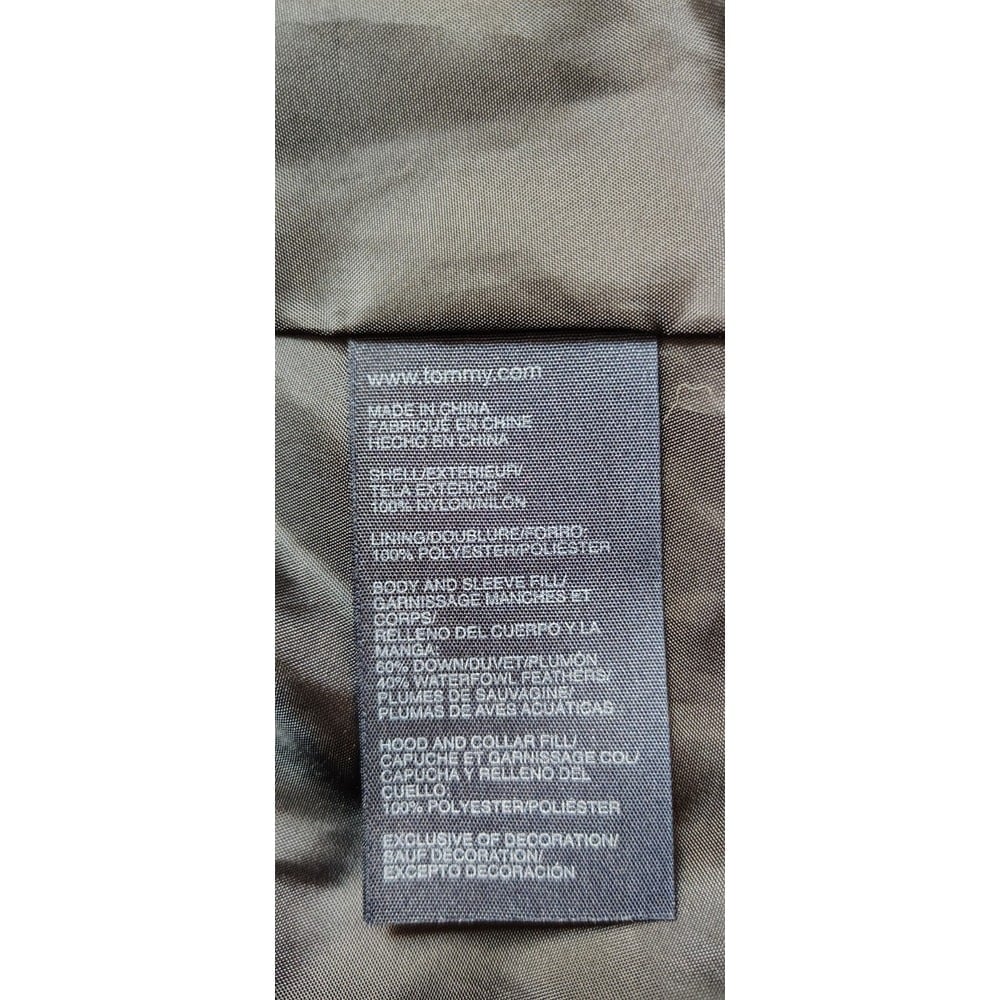 www.tommy.com
MADE IN CHINA
FABRIQUE EN CHINE
HECHO EN CHINA
SHELL/EXTERIEUR/
TELA EXTERIOR
100% NYLON/NILON
LINING/DOUBLURE/FORRO:
100% POLYESTER/POLIESTER
BODY AND SLEEVE FILL/
GARNISSAGE MANCHES ET
CORPS/
RELLENO DEL CUERPO Y LA
MANGA:
60% DOWN/DUVET/PLUMÓN
40% WATERFOWL FEATHERS/
PLUMES DE SAUVAGINE/
PLUMAS DE AVES ACUATICAS
HOOD AND COLLAR FILL/
CAPUCHE ET GARNISSAGE COL/
CAPUCHA Y RELLENO DEL
CUELLO:
100% POLYESTER/POLIESTER
EXCLUSIVE OF DECORATION/
SAUF DECORATION/
EXCEPTO DECORACIÓN